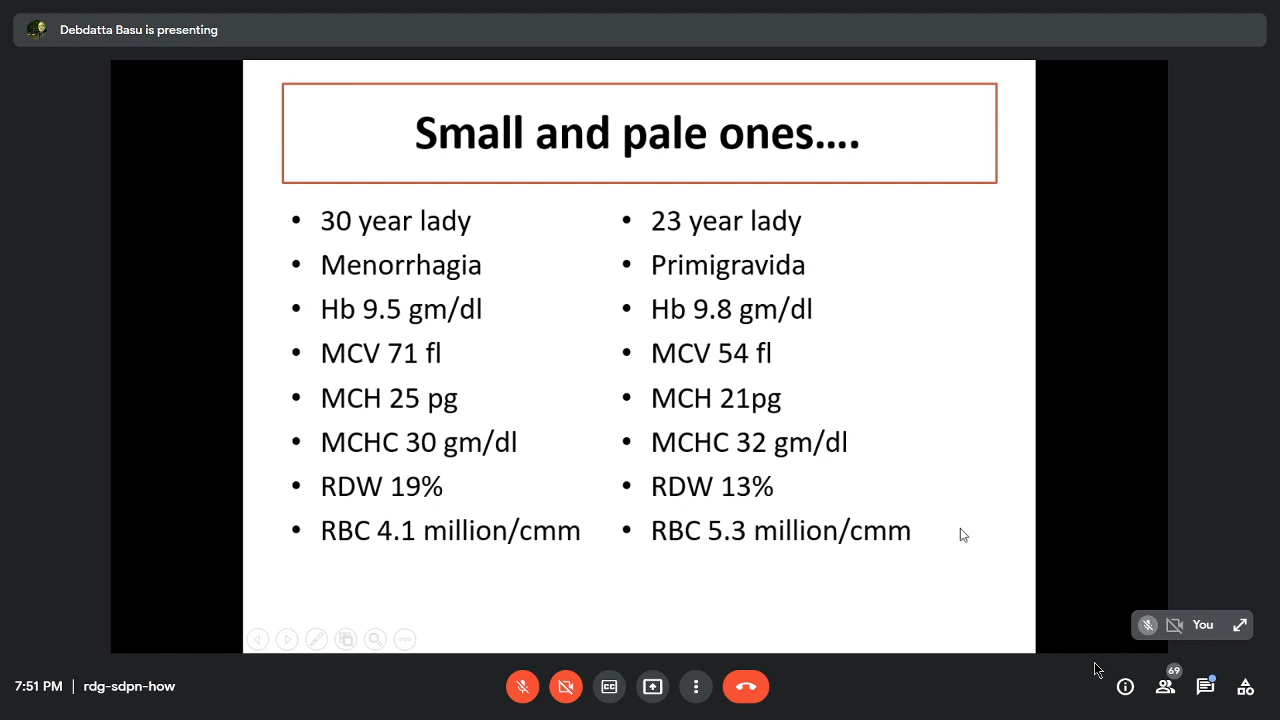 Debdatta Basu is presenting
Small and pale ones....
• 30 year lady
• Menorrhagia
• Hb 9.5 gm/dl
• MCV 71 fl
• MCH 25 pg
• MCHC 30 gm/dl
• RDW 19%
• RBC 4.1 million/cmm
• 23 year lady
• Primigravida
• Hb 9.8 gm/dl
• MCV 54 fl
• MCH 21pg
• MCHC 32 gm/dl
• RDW 13%
• RBC 5.3 million/cmm
You
7:51 PM | rdg-sdpn-how
69